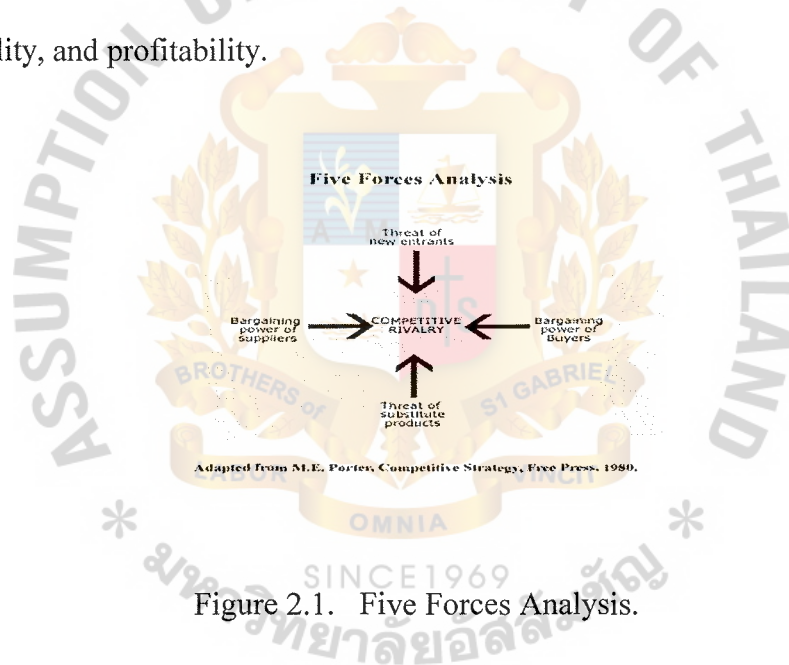 lity, and profitability.
Five Forces Analysis
Threat of
new entrants
Bargaining
power of
suppliers
COMPETITIVE
RIVALRY
Bargaining
power of
Buyers
Threat of
substitute
products
Adapted from M.E. Porter, Competitive Strategy, Free Press, 1980.
Figure 2.1. Five Forces Analysis.
ASSUMPTION
OF THAILAND
A M
D S
BROTHERS of
S1 GABRIEL
LABOR
VINCIT
OMNIA
SINCE1969